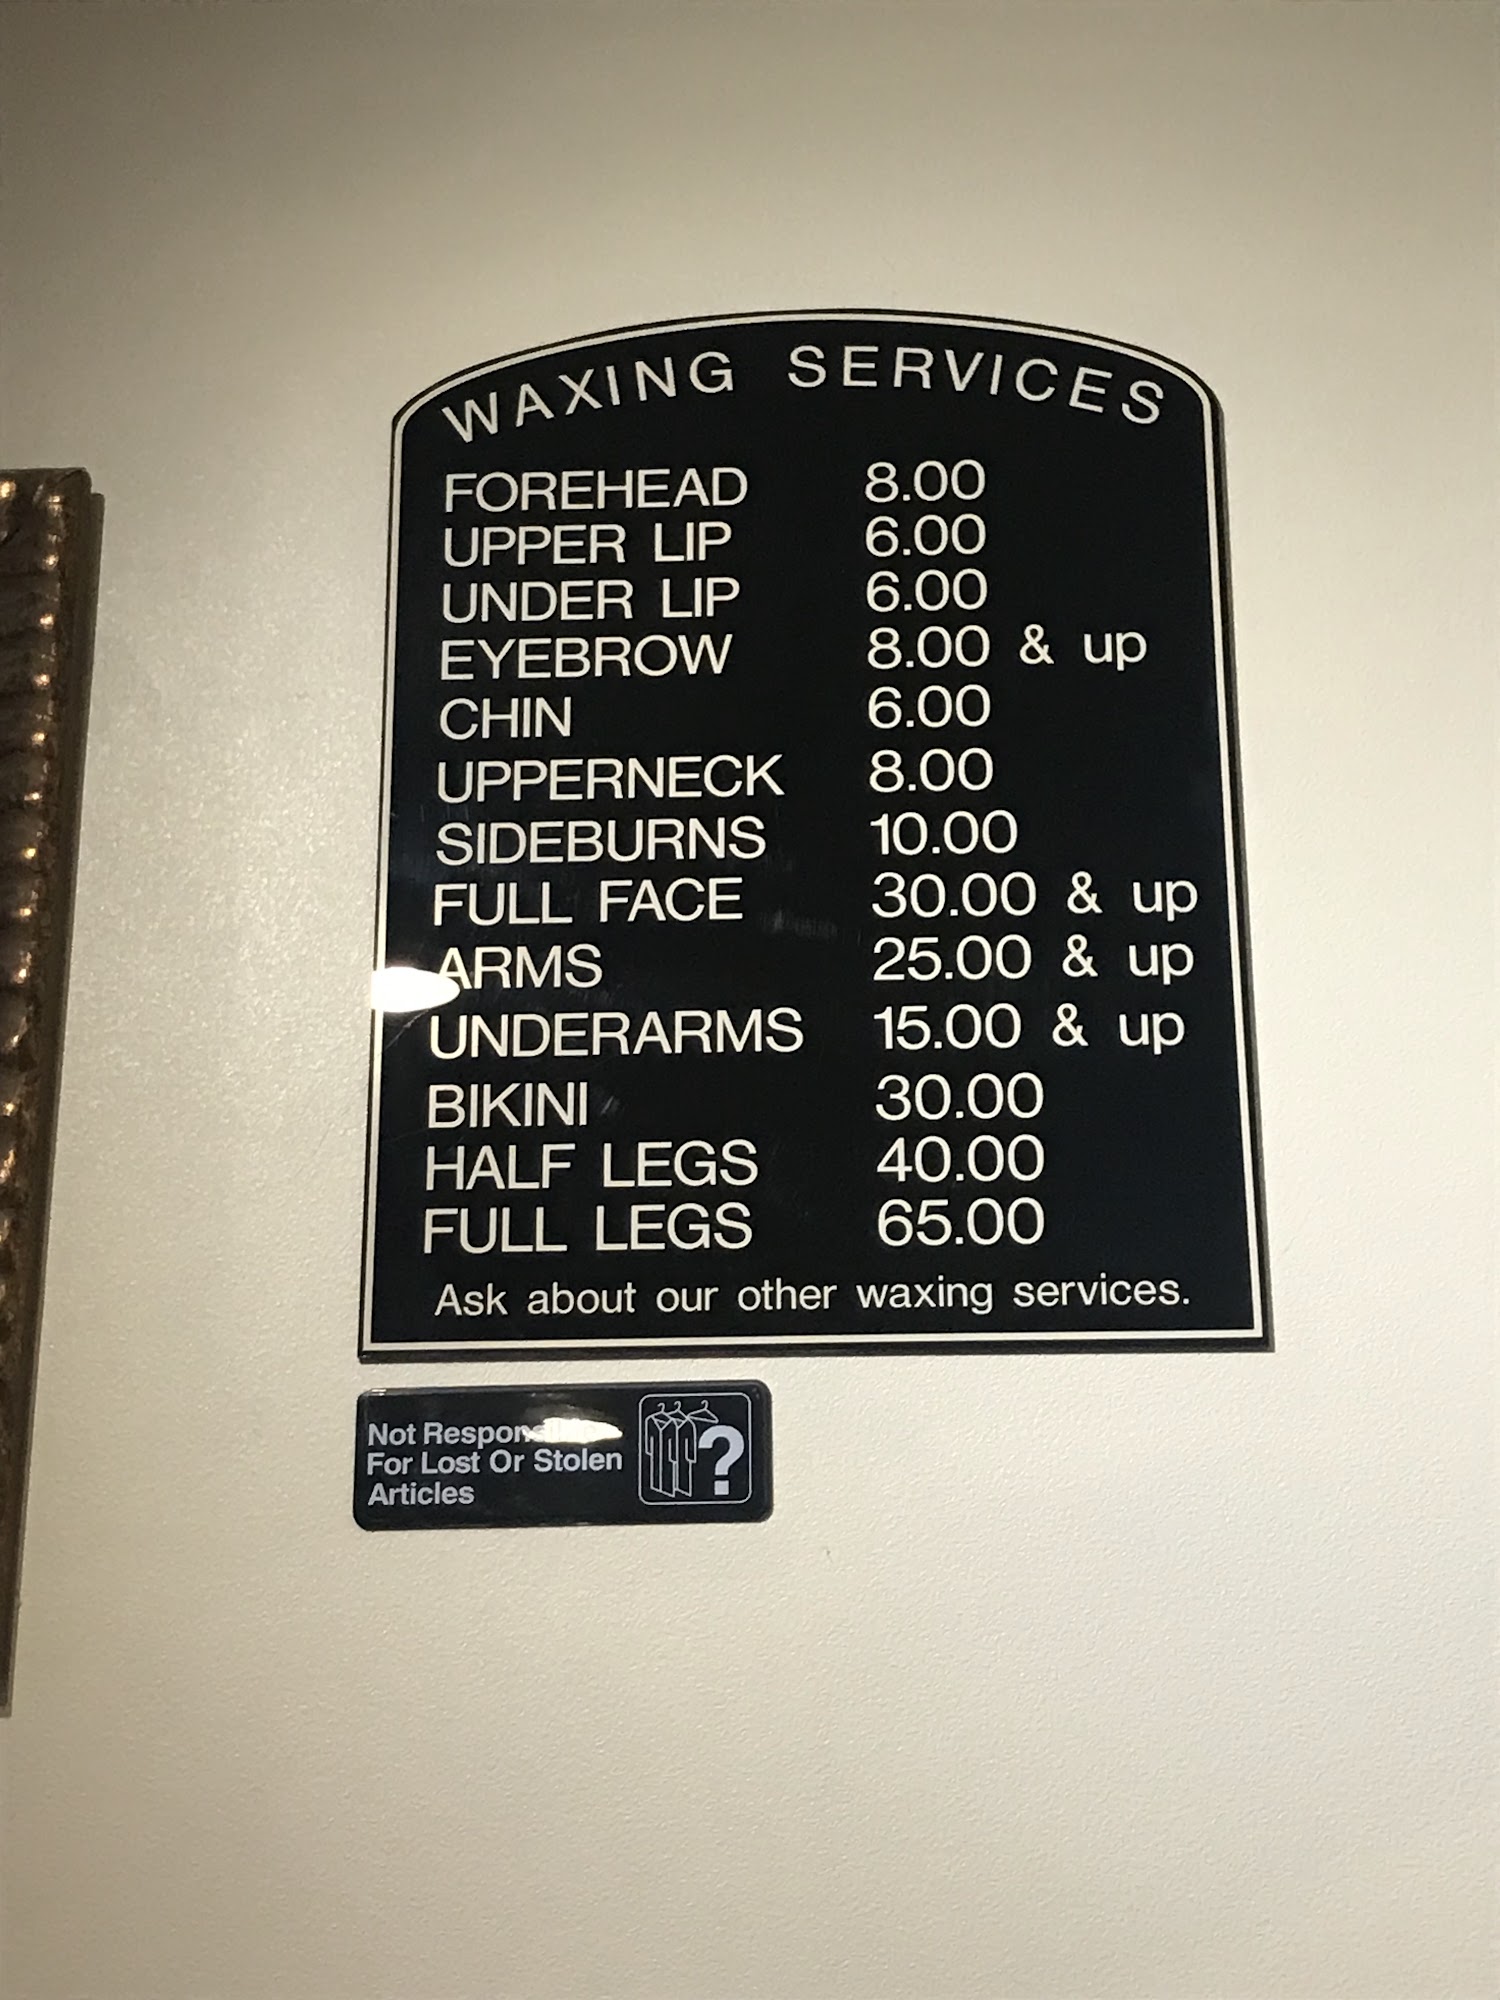 WAXING SERVICES
FOREHEAD 8.00
UPPER LIP 6.00
UNDER LIP 6.00
EYEBROW 8.00 & up
CHIN 6.00
UPPERNECK 8.00
SIDEBURNS 10.00
FULL FACE 30.00 & up
ARMS 25.00 & up
UNDERARMS 15.00 & up
BIKINI 30.00
HALF LEGS 40.00
FULL LEGS 65.00
Ask about our other waxing services.
Not
For Lost Or Stolen
Articles
?